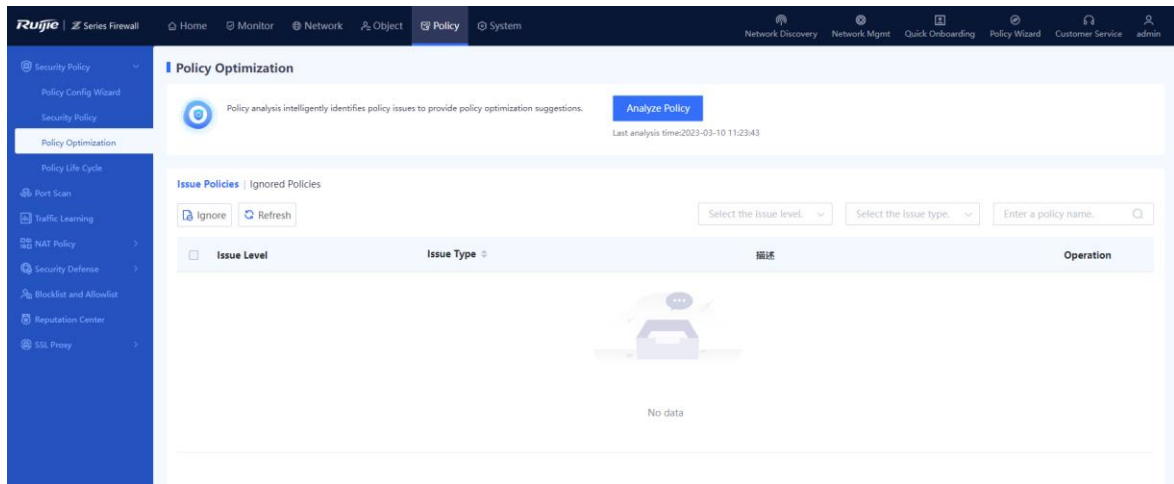 Ruijie | Z Series Firewall
Home
Monitor
Network
Object
Policy
System
Network Discovery
Network Mgmt
Quick Onboarding
Policy Wizard
Customer Service
admin
Security Policy
Policy Config Wizard
Security Policy
Policy Optimization
Policy Life Cycle
Port Scan
Traffic Learning
NAT Policy
Security Defense
Blocklist and Allowlist
Reputation Center
SSL Proxy
Policy Optimization
Policy analysis intelligently identifies policy issues to provide policy optimization suggestions.
Analyze Policy
Last analysis time:2023-03-10 11:23:43
Issue Policies | Ignored Policies
Ignore
Refresh
Select the issue level.
Select the issue type.
Enter a policy name.
Issue Level
Issue Type
描述
Operation
No data